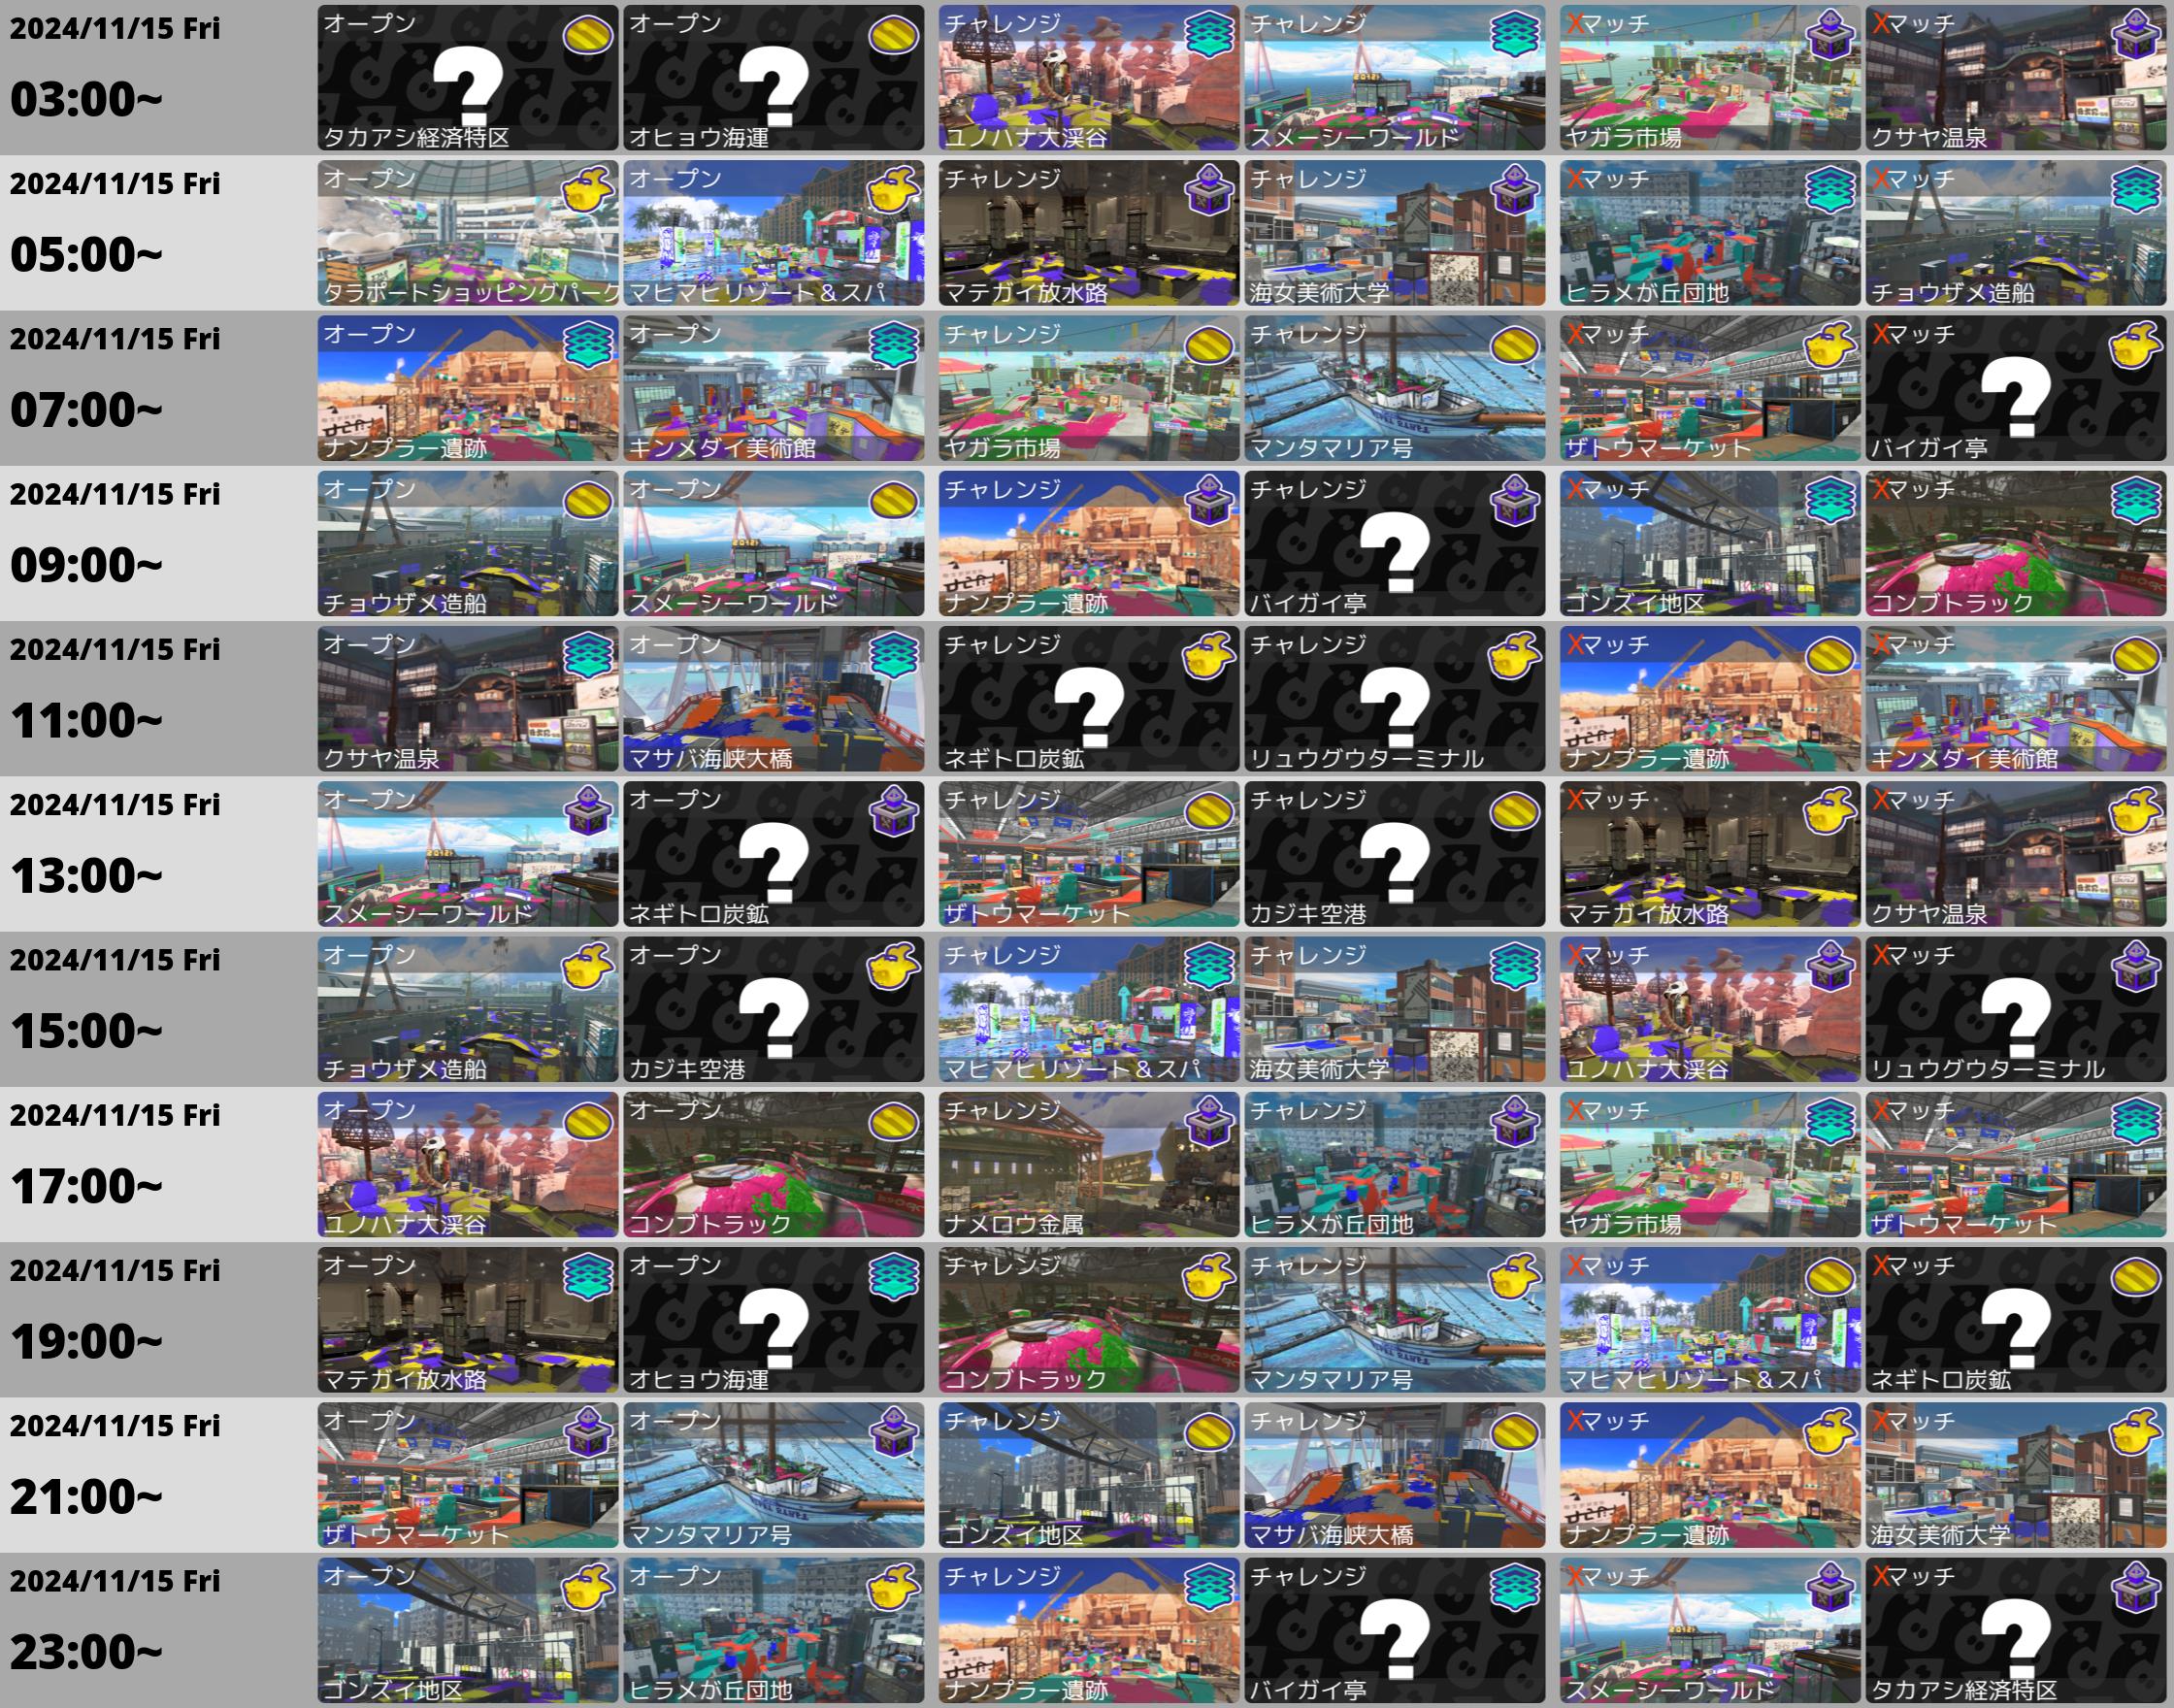 2024/11/15 Fri
03:00~
オープン
タカアシ経済特区
オープン
オヒョウ海運
チャレンジ
ユノハナ大渓谷
チャレンジ
スメーシーワールド
Xマッチ
ヤガラ市場
Xマッチ
クサヤ温泉
2024/11/15 Fri
05:00~
オープン
タラポートショッピングパーク
オープン
マヒマヒリゾート＆スパ
チャレンジ
マテガイ放水路
チャレンジ
海女美術大学
Xマッチ
ヒラメが丘団地
Xマッチ
チョウザメ造船
2024/11/15 Fri
07:00~
オープン
ナンプラー遺跡
オープン
キンメダイ美術館
チャレンジ
ヤガラ市場
チャレンジ
マンタマリア号
Xマッチ
ザトウマーケット
Xマッチ
バイガイ亭
2024/11/15 Fri
09:00~
オープン
チョウザメ造船
オープン
スメーシーワールド
チャレンジ
ナンプラー遺跡
チャレンジ
バイガイ亭
Xマッチ
ゴンズイ地区
Xマッチ
コンブトラック
2024/11/15 Fri
11:00~
オープン
クサヤ温泉
オープン
マサバ海峡大橋
チャレンジ
ネギトロ炭鉱
チャレンジ
リュウグウターミナル
Xマッチ
ナンプラー遺跡
Xマッチ
キンメダイ美術館
2024/11/15 Fri
13:00~
オープン
スメーシーワールド
オープン
ネギトロ炭鉱
チャレンジ
ザトウマーケット
チャレンジ
カジキ空港
Xマッチ
マテガイ放水路
Xマッチ
クサヤ温泉
2024/11/15 Fri
15:00~
オープン
チョウザメ造船
オープン
カジキ空港
チャレンジ
マヒマヒリゾート＆スパ
チャレンジ
海女美術大学
Xマッチ
ユノハナ大渓谷
Xマッチ
リュウグウターミナル
2024/11/15 Fri
17:00~
オープン
ユノハナ大渓谷
オープン
コンブトラック
チャレンジ
ナメロウ金属
チャレンジ
ヒラメが丘団地
Xマッチ
ヤガラ市場
Xマッチ
ザトウマーケット
2024/11/15 Fri
19:00~
オープン
マテガイ放水路
オープン
オヒョウ海運
チャレンジ
コンブトラック
チャレンジ
マンタマリア号
Xマッチ
マヒマヒリゾート＆スパ
Xマッチ
ネギトロ炭鉱
2024/11/15 Fri
21:00~
オープン
ザトウマーケット
オープン
マンタマリア号
チャレンジ
ゴンズイ地区
チャレンジ
マサバ海峡大橋
Xマッチ
ナンプラー遺跡
Xマッチ
海女美術大学
2024/11/15 Fri
23:00~
オープン
ゴンズイ地区
オープン
ヒラメが丘団地
チャレンジ
ナンプラー遺跡
チャレンジ
バイガイ亭
Xマッチ
スメーシーワールド
Xマッチ
タカアシ経済特区